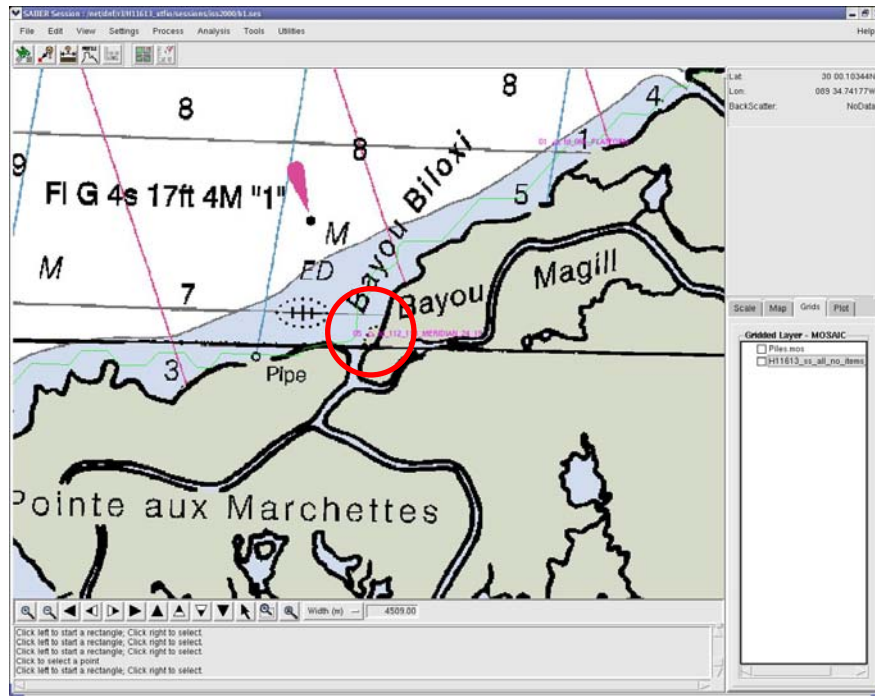 SABER Session : /net/def/r1/H11613_stfio/sessions/iss2000/h1.ses
File Edit View Settings Process Analysis Tools Utilities Help
Lat: 30 00.10344N
Lon: 089 34.74177W
BackScatter: NoData
8
8
4
8
1
9
Fl G 4s 17ft 4M "1"
5
Bayou Biloxi
M
M
ED
Magill
Bayou
7
3
Pipe
Pointe aux Marchettes
Scale Map Grids Plot
Gridded Layer - MOSAIC
Piles.mos
H11613_ss_all_no_items_
Width (m) 4509.00
Click left to start a rectangle; Click right to select.
Click left to start a rectangle; Click right to select.
Click left to start a rectangle; Click right to select.
Click to select a point
Click left to start a rectangle; Click right to select.